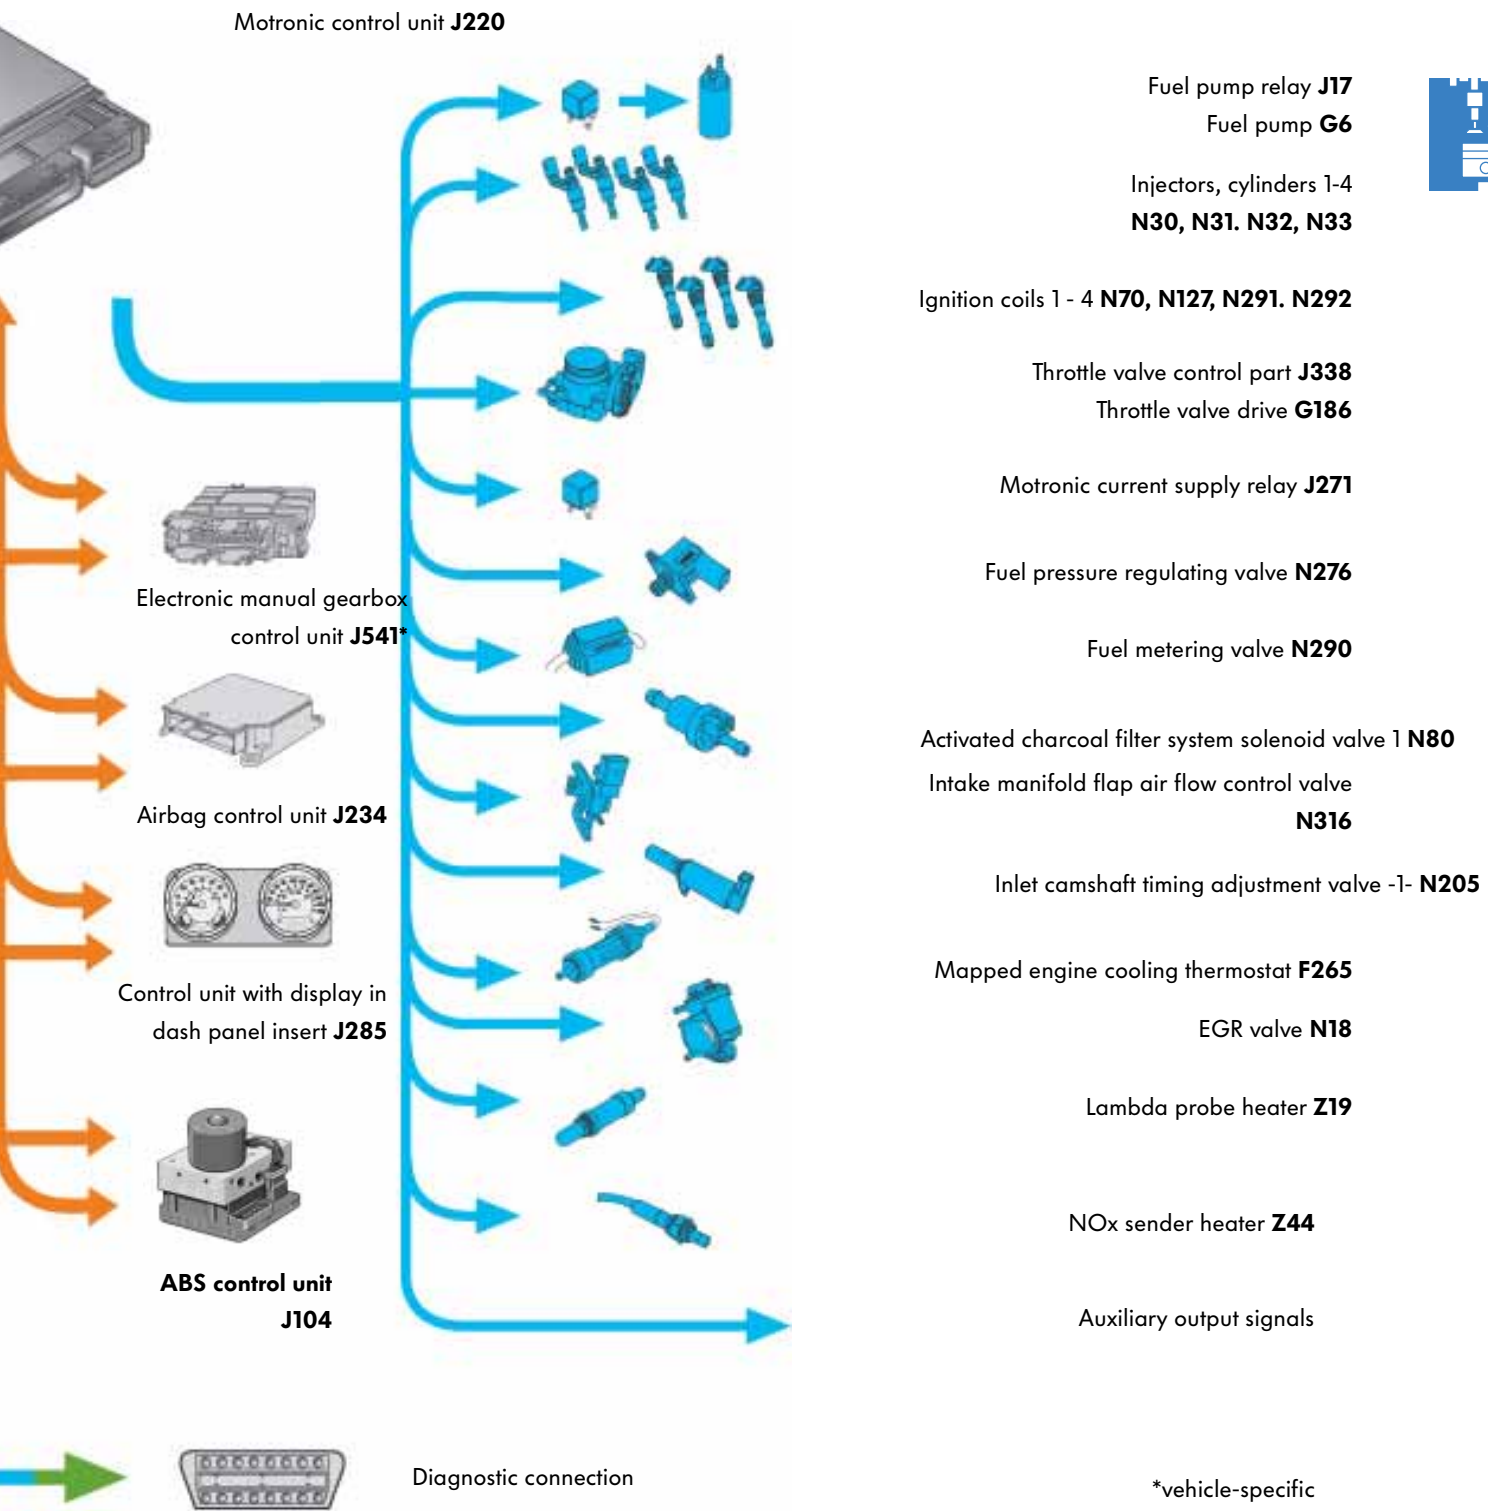 Motronic control unit J220
Fuel pump relay J17
Fuel pump G6
Injectors, cylinders 1-4
N30, N31. N32, N33
Ignition coils 1 - 4 N70, N127, N291. N292
Throttle valve control part J338
Throttle valve drive G186
Motronic current supply relay J271
Fuel pressure regulating valve N276
Electronic manual gearbox
control unit J541*
Fuel metering valve N290
Activated charcoal filter system solenoid valve 1 N80
Intake manifold flap air flow control valve
N316
Airbag control unit J234
Inlet camshaft timing adjustment valve -1- N205
Mapped engine cooling thermostat F265
Control unit with display in
dash panel insert J285
EGR valve N18
Lambda probe heater Z19
NOx sender heater Z44
ABS control unit
J104
Auxiliary output signals
Diagnostic connection
*vehicle-specific